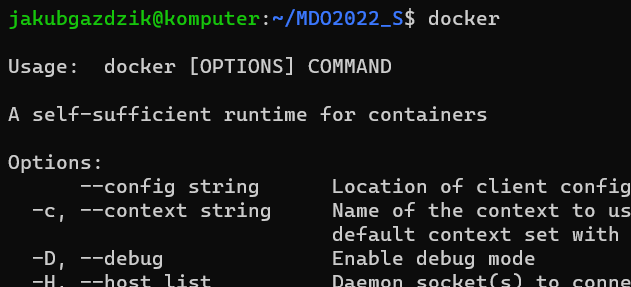 jakubgazdzik@komputer:~/MDO2022_S$ docker
Usage:  docker [OPTIONS] COMMAND
A self-sufficient runtime for containers
Options:
      --config string      Location of client config
  -c, --context string     Name of the context to us
                           default context set with
  -D, --debug              Enable debug mode
  -H, --host list          Daemon socket(s) to conne